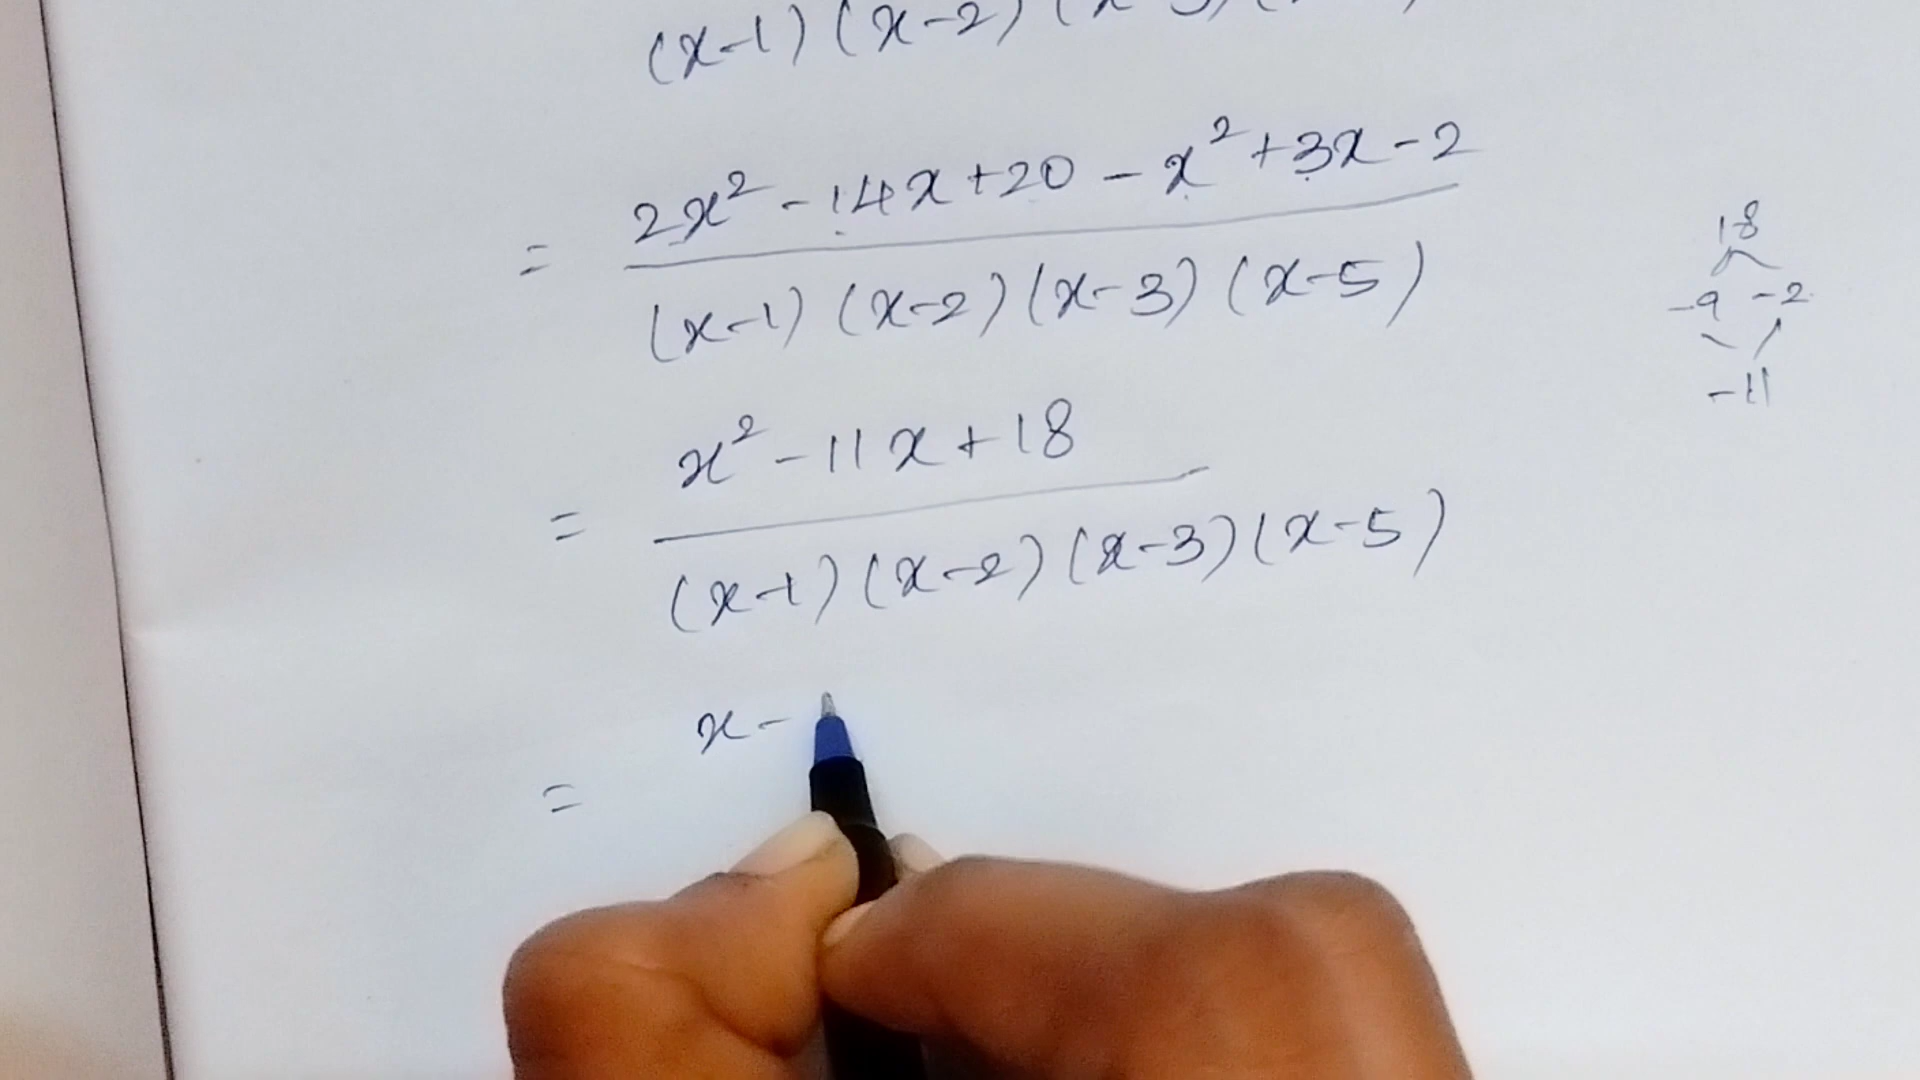 (x-1) (x-2) (x-3) (x
2x² - 14x + 20 - x² + 3x - 2
=
(x-1) (x-2) (x-3) (x-5)
18
-9 -2
-11
x² - 11x + 18
=
(x-1) (x-2) (x-3) (x-5)
x -
=